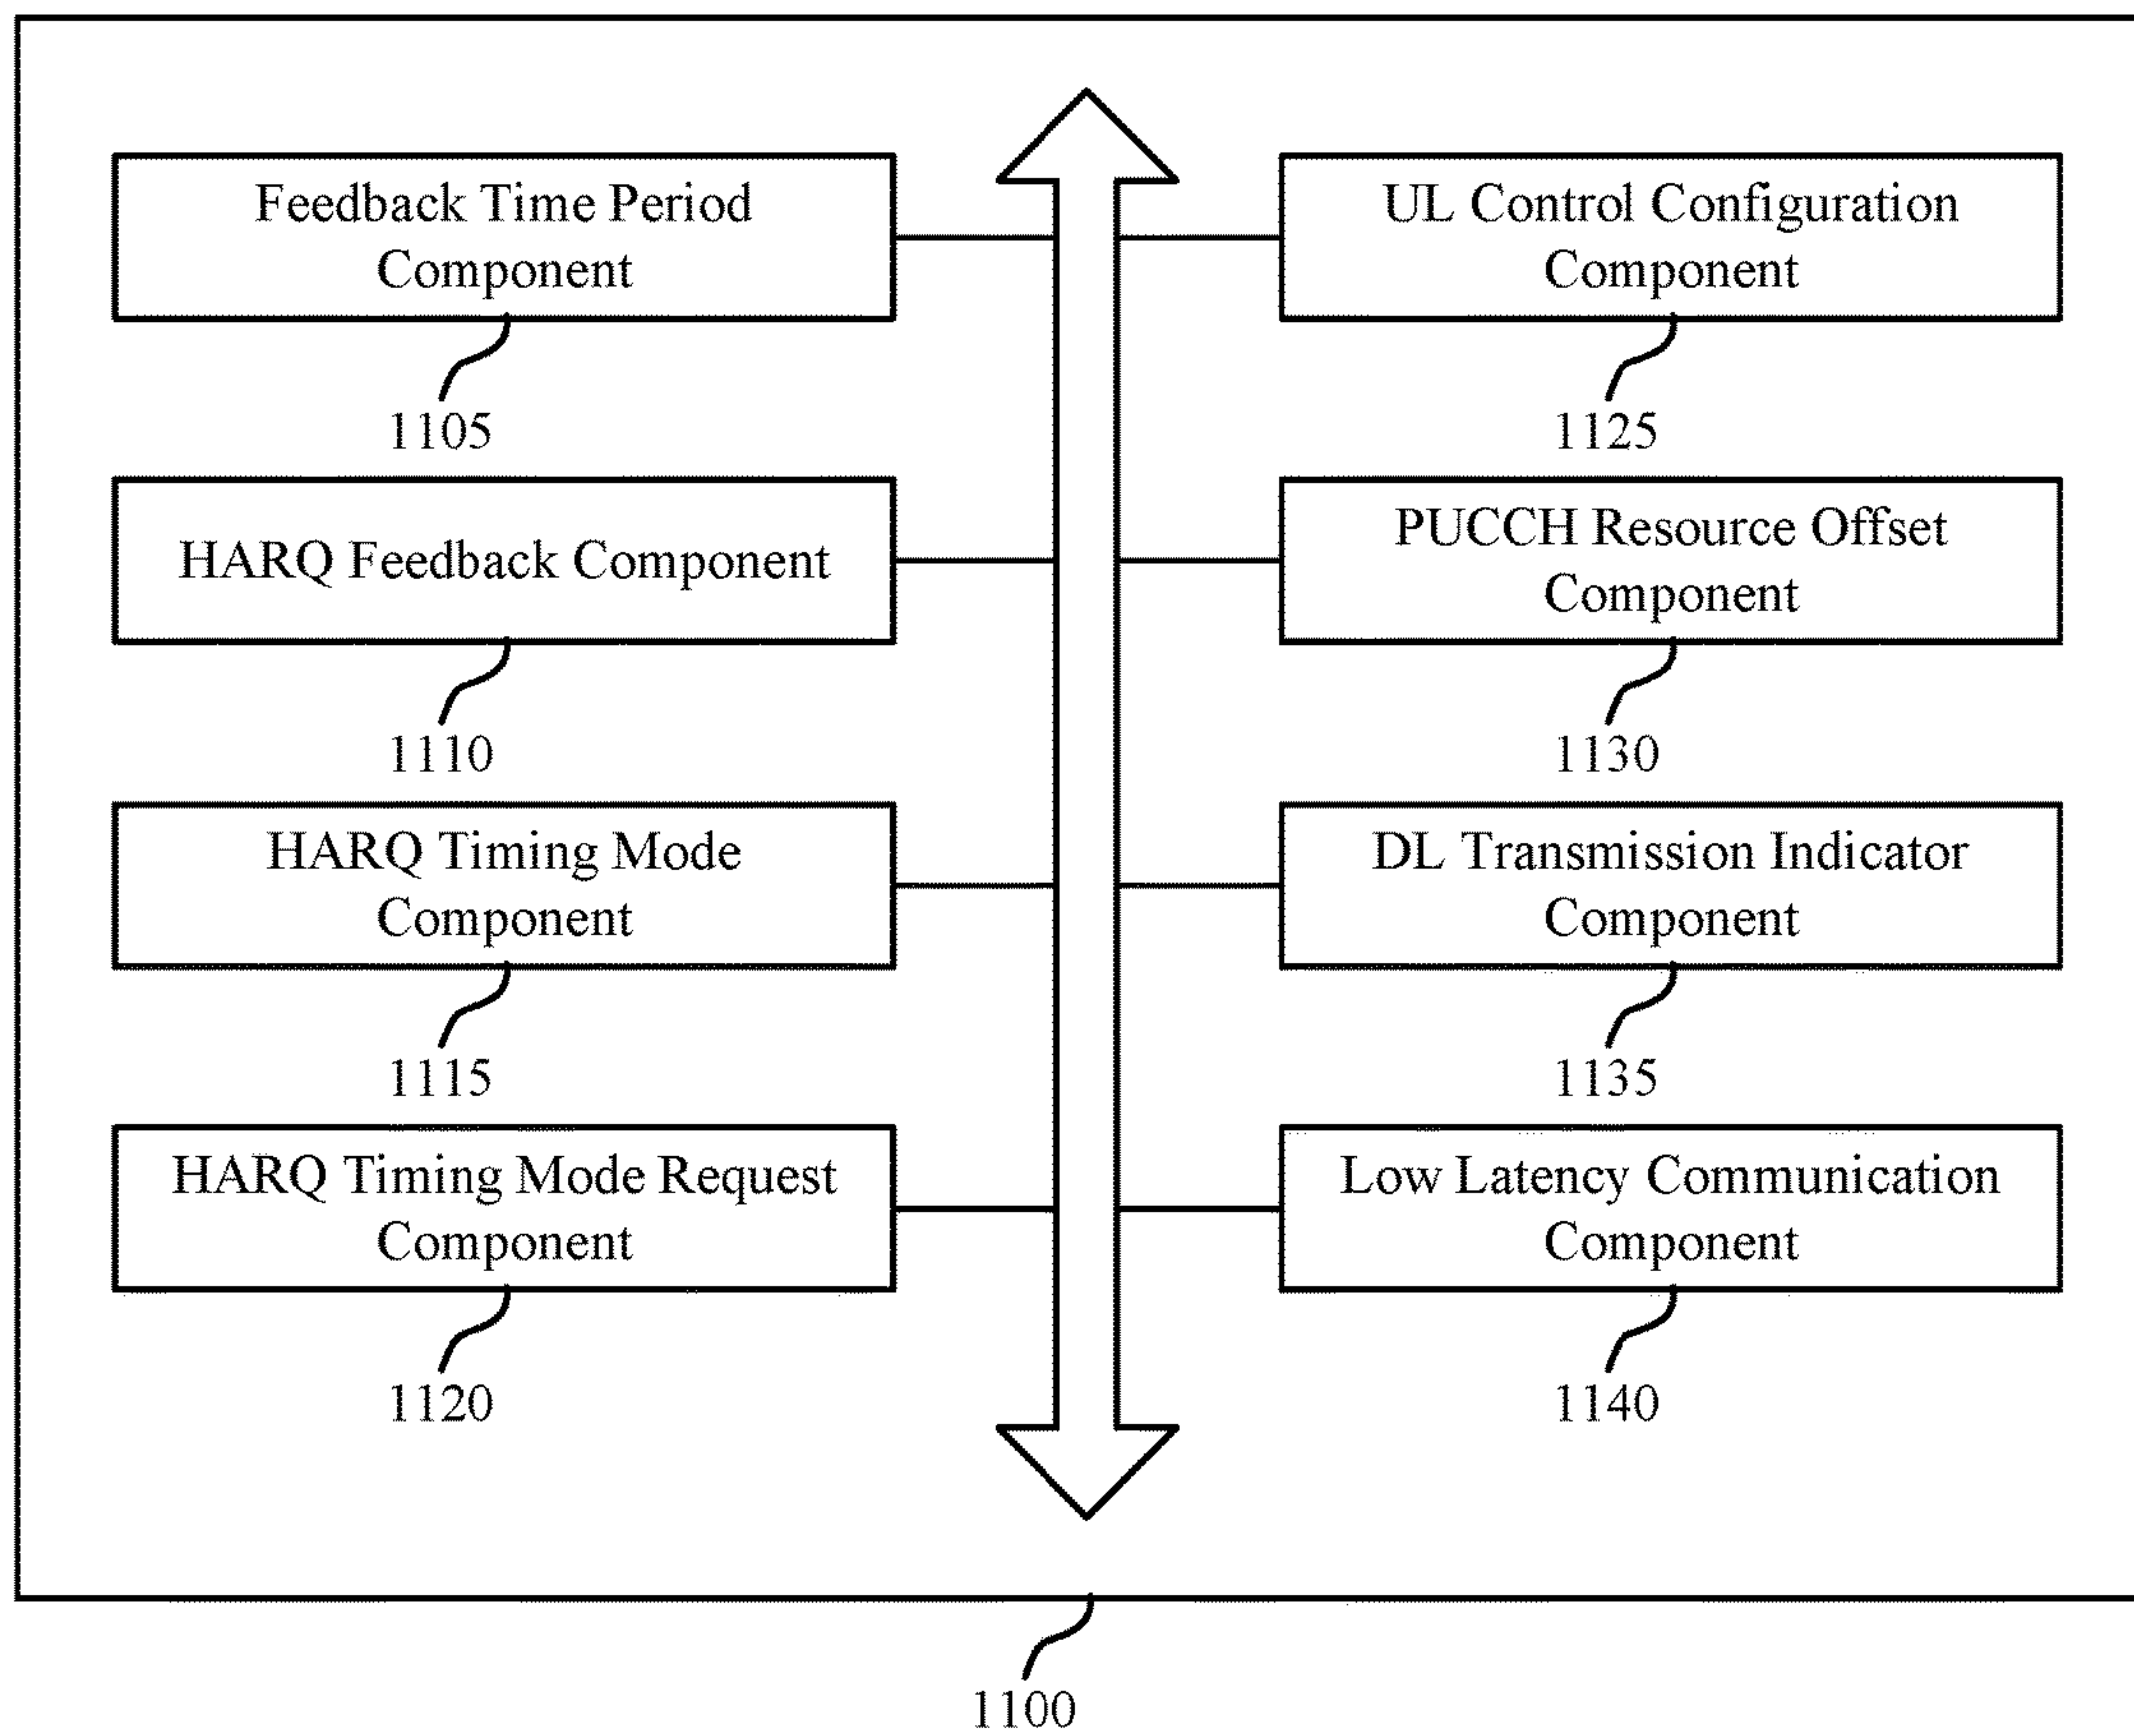 Feedback Time Period
Component
1105
HARQ Feedback Component
1110
HARQ Timing Mode
Component
1115
HARQ Timing Mode Request
Component
1120
UL Control Configuration
Component
1125
PUCCH Resource Offset
Component
1130
DL Transmission Indicator
Component
1135
Low Latency Communication
Component
1140
1100